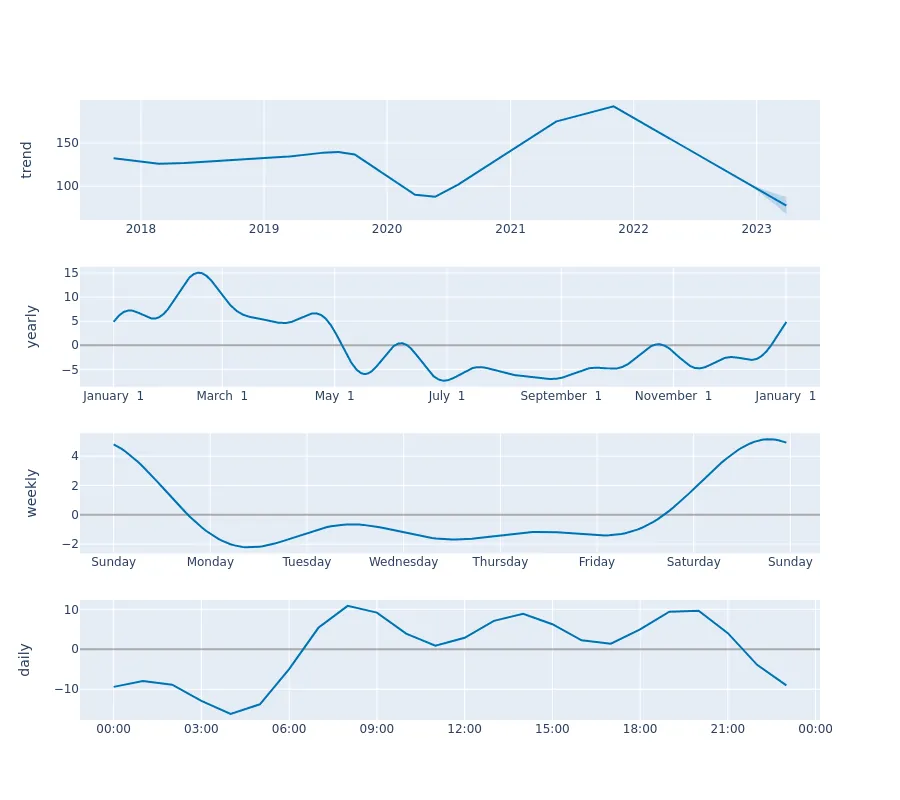 trend
150
100
2018 2019 2020 2021 2022 2023
yearly
15
10
5
0
−5
January 1 March 1 May 1 July 1 September 1 November 1 January 1
weekly
4
2
0
−2
Sunday Monday Tuesday Wednesday Thursday Friday Saturday Sunday
daily
10
0
−10
00:00 03:00 06:00 09:00 12:00 15:00 18:00 21:00 00:00